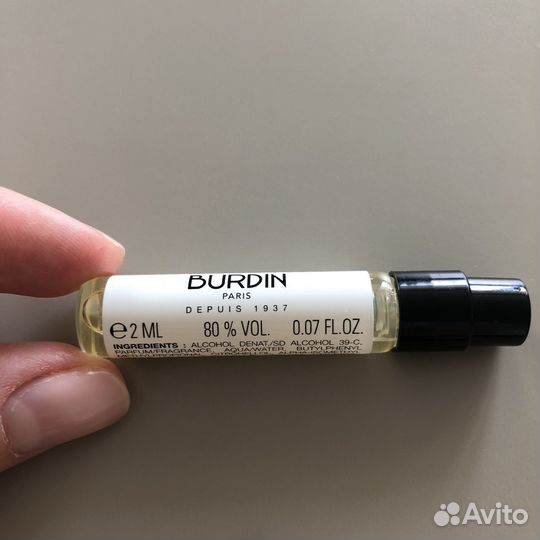 BURDIN
PARIS
DEPUIS 1937
℮2 ML 80 % VOL. 0.07 FL.OZ.
INGREDIENTS : ALCOHOL DENAT./SD ALCOHOL 39-C,
PARFUM/FRAGRANCE, AQUA/WATER, BUTYLPHENYL
Avito